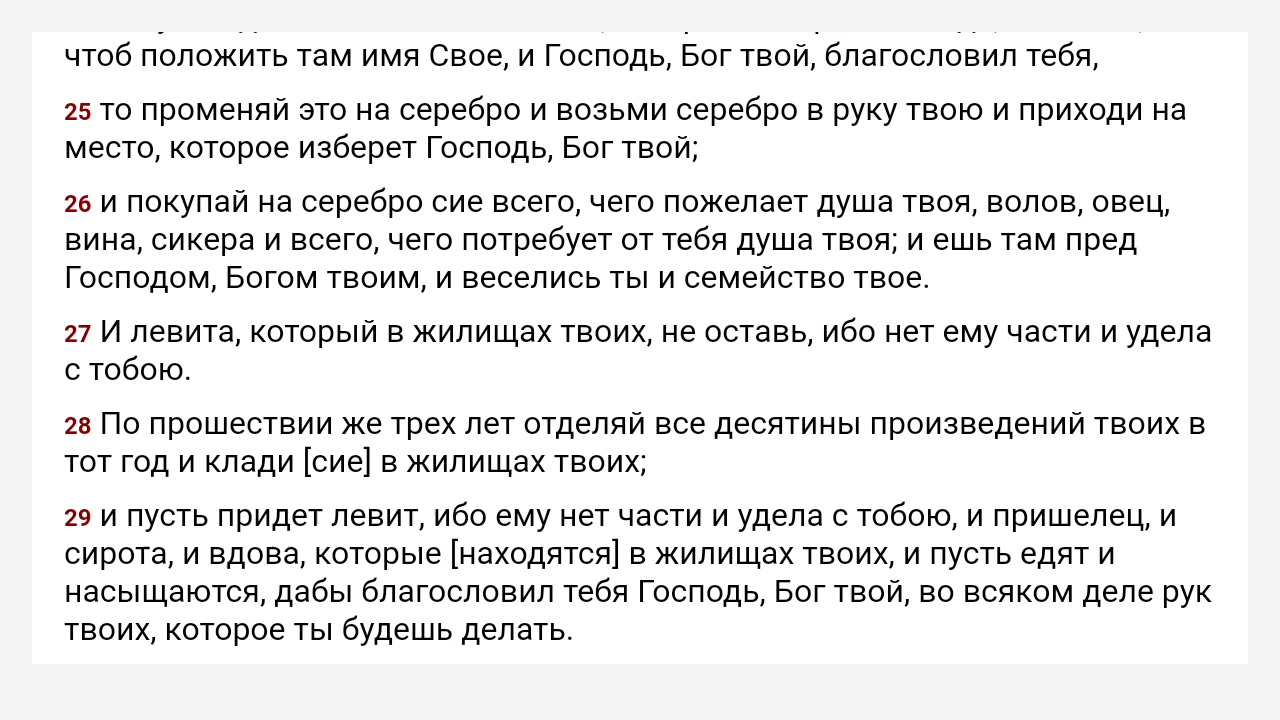 чтоб положить там имя Свое, и Господь, Бог твой, благословил тебя,
25 то променяй это на серебро и возьми серебро в руку твою и приходи на
место, которое изберет Господь, Бог твой;
26 и покупай на серебро сие всего, чего пожелает душа твоя, волов, овец,
вина, сикера и всего, чего потребует от тебя душа твоя; и ешь там пред
Господом, Богом твоим, и веселись ты и семейство твое.
27 И левита, который в жилищах твоих, не оставь, ибо нет ему части и удела
с тобою.
28 По прошествии же трех лет отделяй все десятины произведений твоих в
тот год и клади [сие] в жилищах твоих;
29 и пусть придет левит, ибо ему нет части и удела с тобою, и пришелец, и
сирота, и вдова, которые [находятся] в жилищах твоих, и пусть едят и
насыщаются, дабы благословил тебя Господь, Бог твой, во всяком деле рук
твоих, которое ты будешь делать.